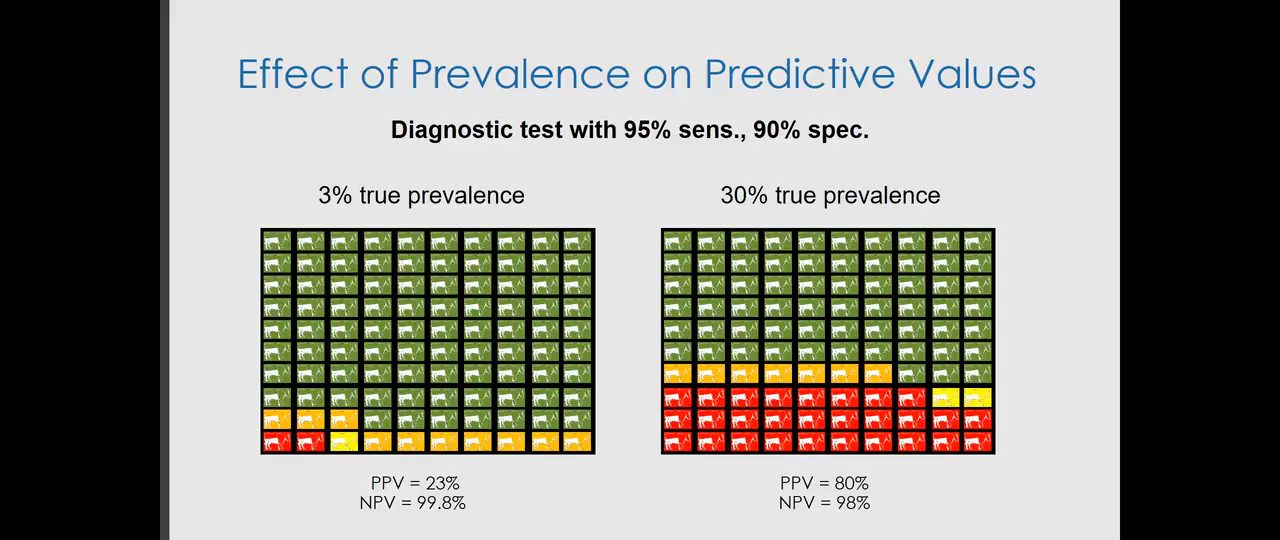 Effect of Prevalence on Predictive Values
Diagnostic test with 95% sens., 90% spec.
3% true prevalence
30% true prevalence
PPV = 23%
NPV = 99.8%
PPV = 80%
NPV = 98%